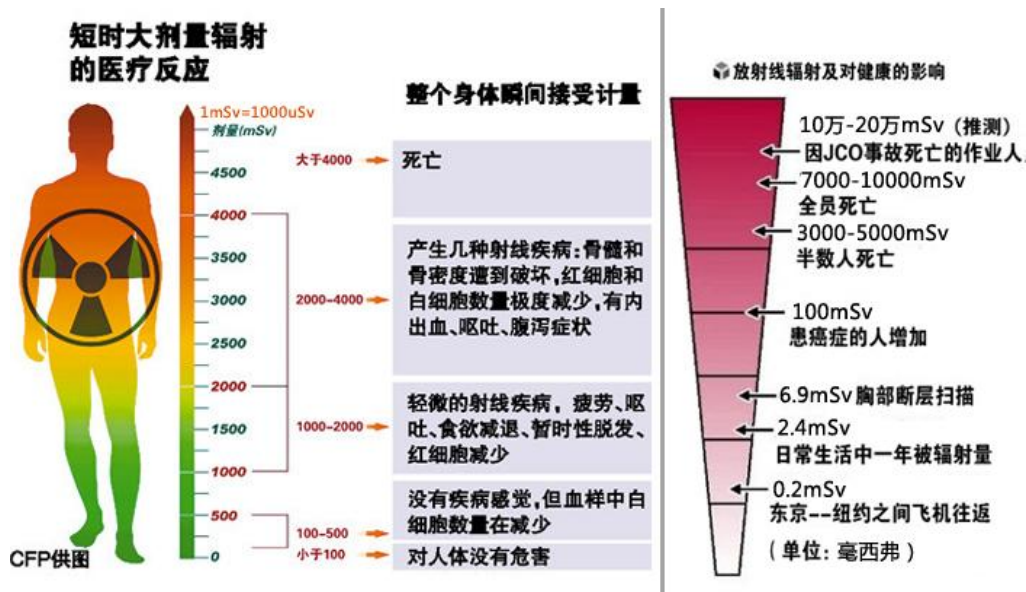 短时大剂量辐射
的医疗反应
1mSv=1000uSv
剂量(mSv)
4500
4000
3500
3000
2500
2000
1500
1000
500
0
CFP供图
整个身体瞬间接受计量
大于4000
死亡
2000-4000
产生几种射线疾病:骨髓和
骨密度遭到破坏,红细胞和
白细胞数量极度减少,有内
出血、呕吐、腹泻症状
1000-2000
轻微的射线疾病,疲劳、呕
吐、食欲减退、暂时性脱发、
红细胞减少
100-500
没有疾病感觉,但血样中白
细胞数量在减少
小于100
对人体没有危害
放射线辐射及对健康的影响
10万-20万mSv(推测)
因JCO事故死亡的作业人
7000-10000mSv
全员死亡
3000-5000mSv
半数人死亡
100mSv
患癌症的人增加
6.9mSv 胸部断层扫描
2.4mSv
日常生活中一年被辐射量
0.2mSv
东京--纽约之间飞机往返
(单位: 毫西弗)